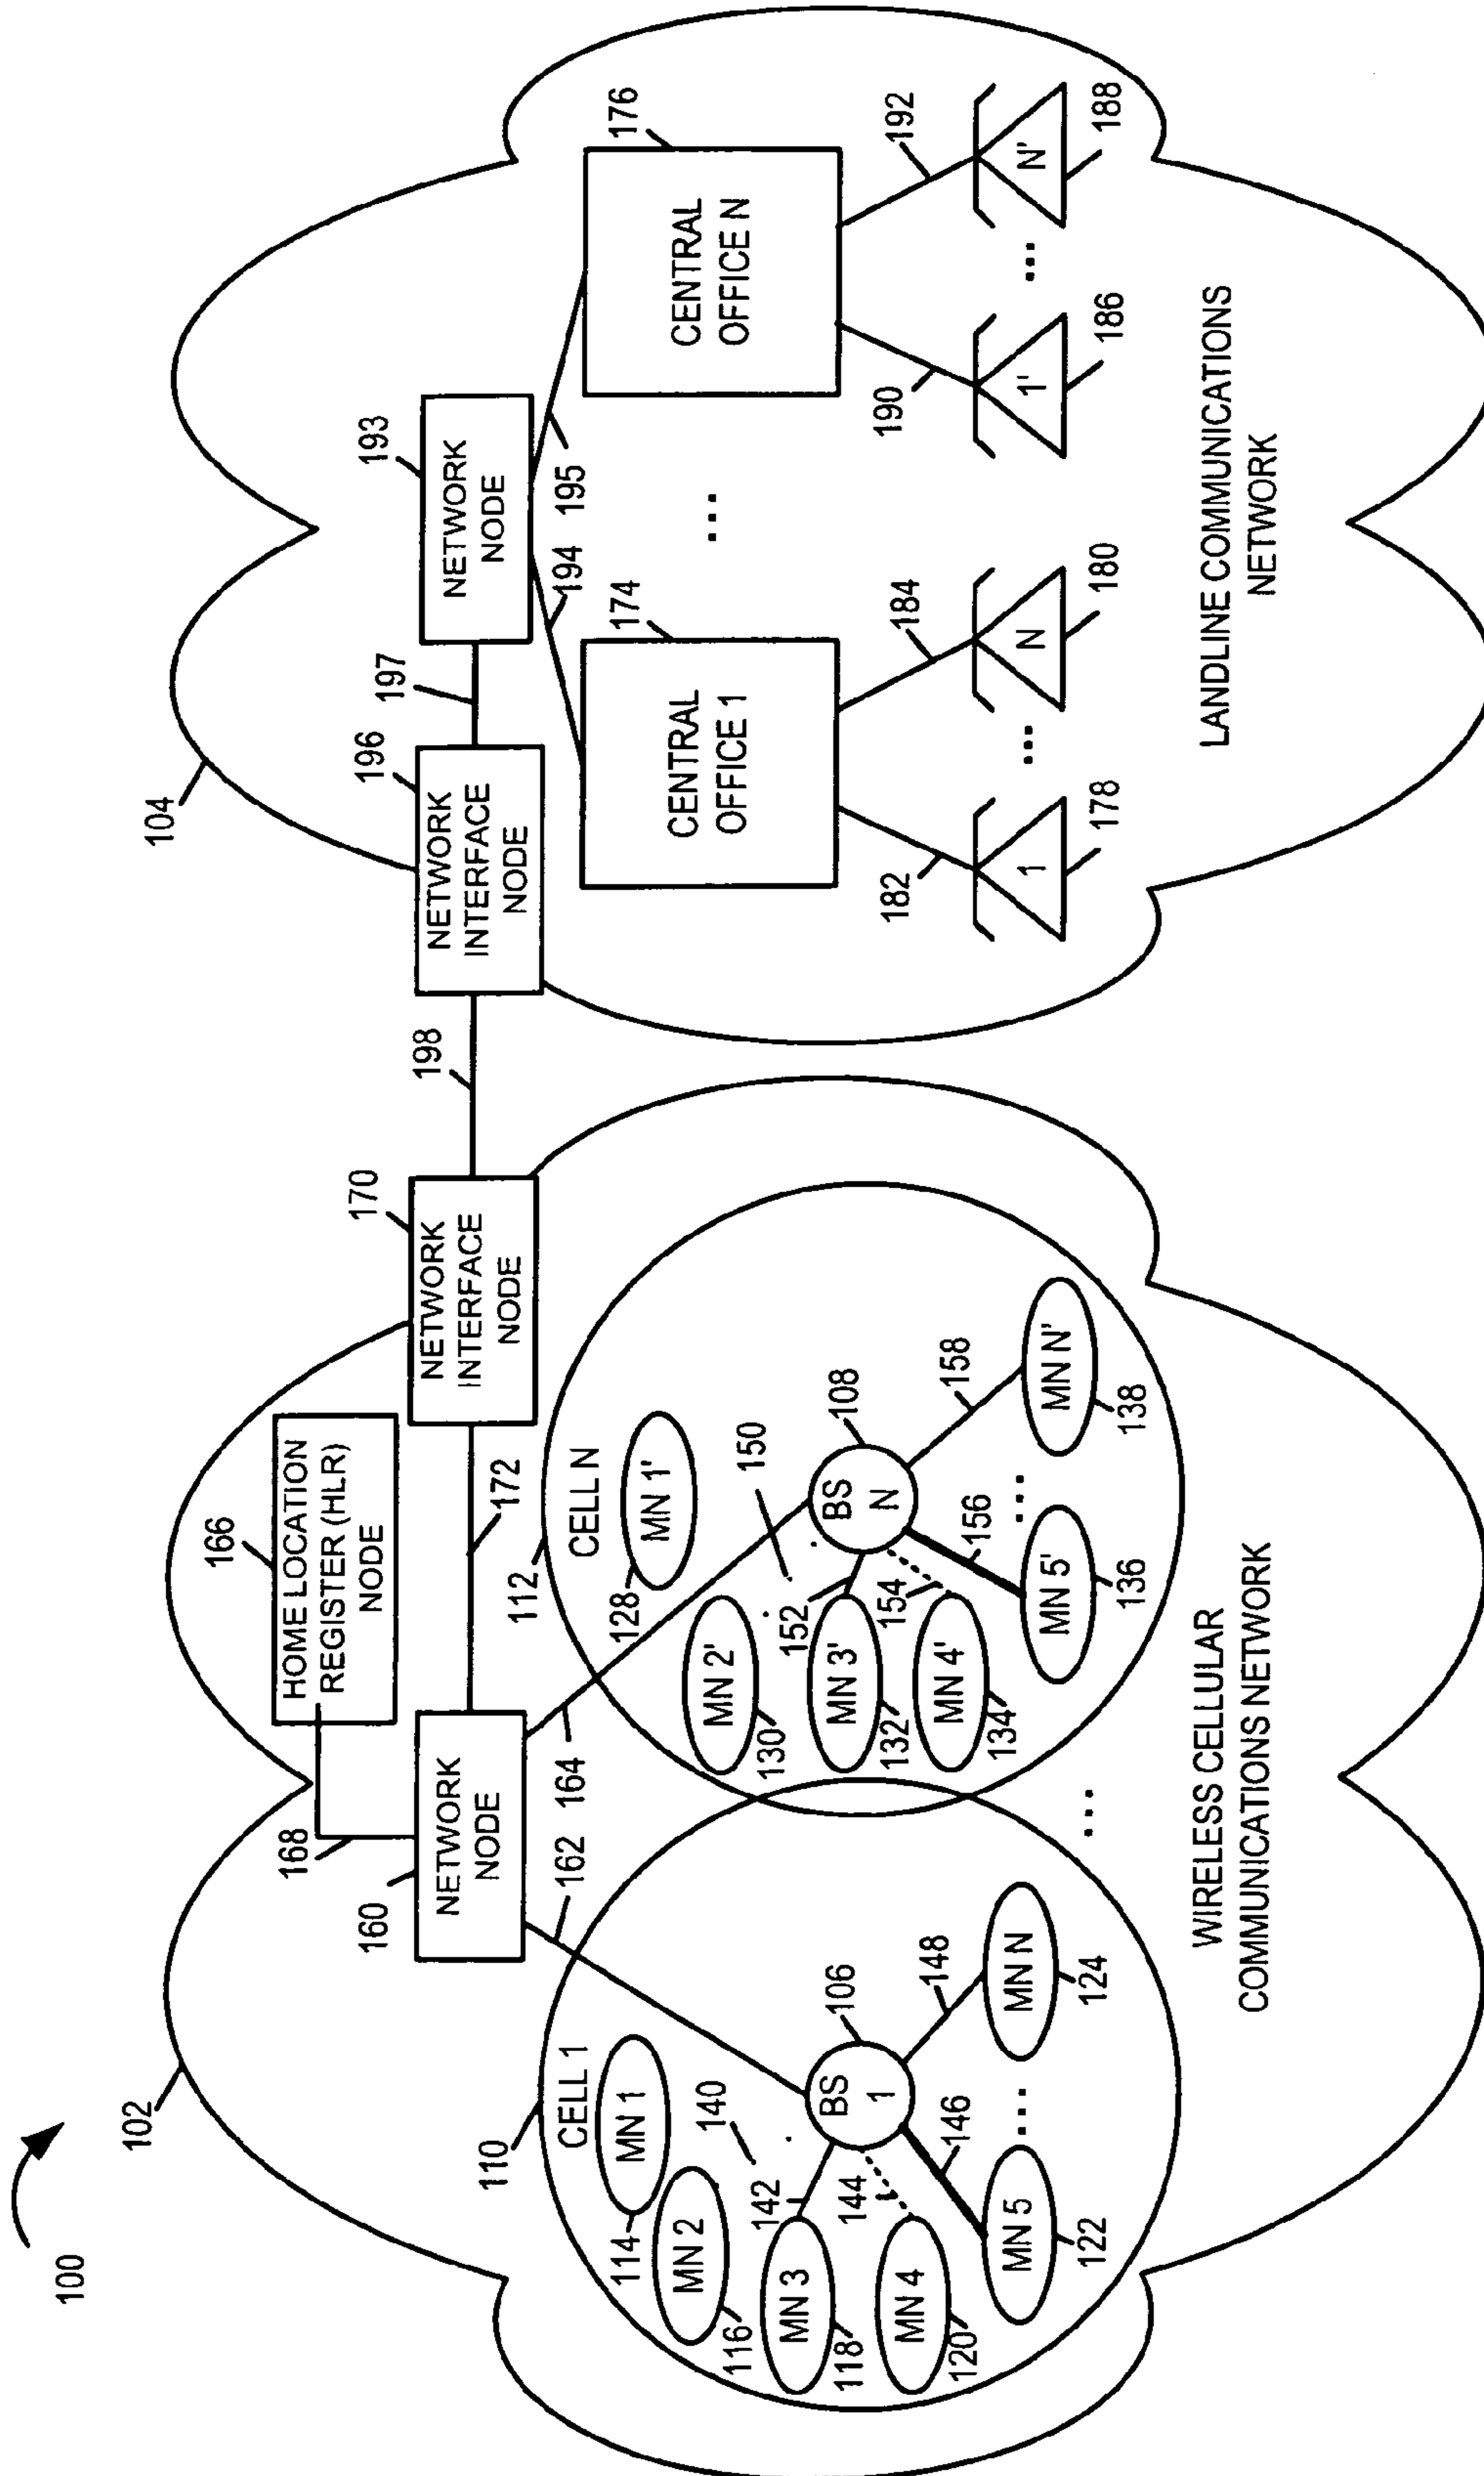 100
102
104
166
HOME LOCATION
REGISTER (HLR)
NODE
168
160
NETWORK
NODE
172
170
NETWORK
INTERFACE
NODE
198
196
NETWORK
INTERFACE
NODE
197
193
NETWORK
NODE
162
164
194
195
110
CELL 1
MN 1
114
MN 2
116
MN 3
118
MN 4
120
MN 5
122
...
MN N
124
BS
1
106
140
142
144
146
148
...
112
CELL N
MN 1'
128
MN 2'
130
MN 3'
132
MN 4'
134
MN 5'
136
...
MN N'
138
BS
N
108
150
152
154
156
158
WIRELESS CELLULAR
COMMUNICATIONS NETWORK
174
CENTRAL
OFFICE 1
...
176
CENTRAL
OFFICE N
182
184
190
192
1
178
...
N
180
1'
186
...
N'
188
LANDLINE COMMUNICATIONS
NETWORK